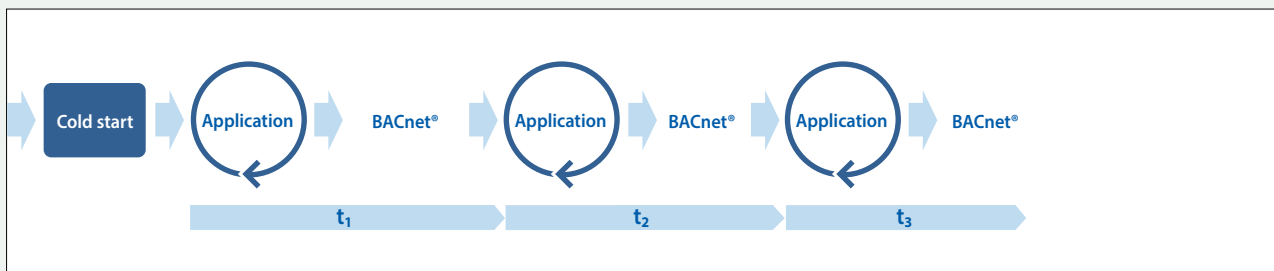 Cold start
Application
BACnet®
Application
BACnet®
Application
BACnet®
t₁
t₂
t₃